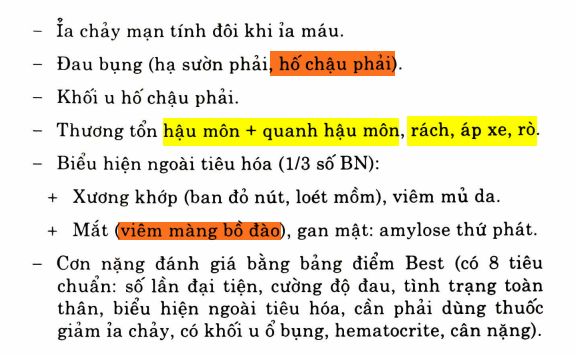 – Ỉa chảy mạn tính đôi khi ỉa máu.
– Đau bụng (hạ sườn phải, hố chậu phải).
– Khối u hố chậu phải.
– Thương tổn hậu môn + quanh hậu môn, rách, áp xe, rò.
– Biểu hiện ngoài tiêu hóa (1/3 số BN):
+ Xương khớp (ban đỏ nút, loét mồm), viêm mủ da.
+ Mắt (viêm màng bồ đào), gan mật: amylose thứ phát.
– Cơn nặng đánh giá bằng bảng điểm Best (có 8 tiêu
chuẩn: số lần đại tiện, cường độ đau, tình trạng toàn
thân, biểu hiện ngoài tiêu hóa, cần phải dùng thuốc
giảm ỉa chảy, có khối u ổ bụng, hematocrite, cân nặng).